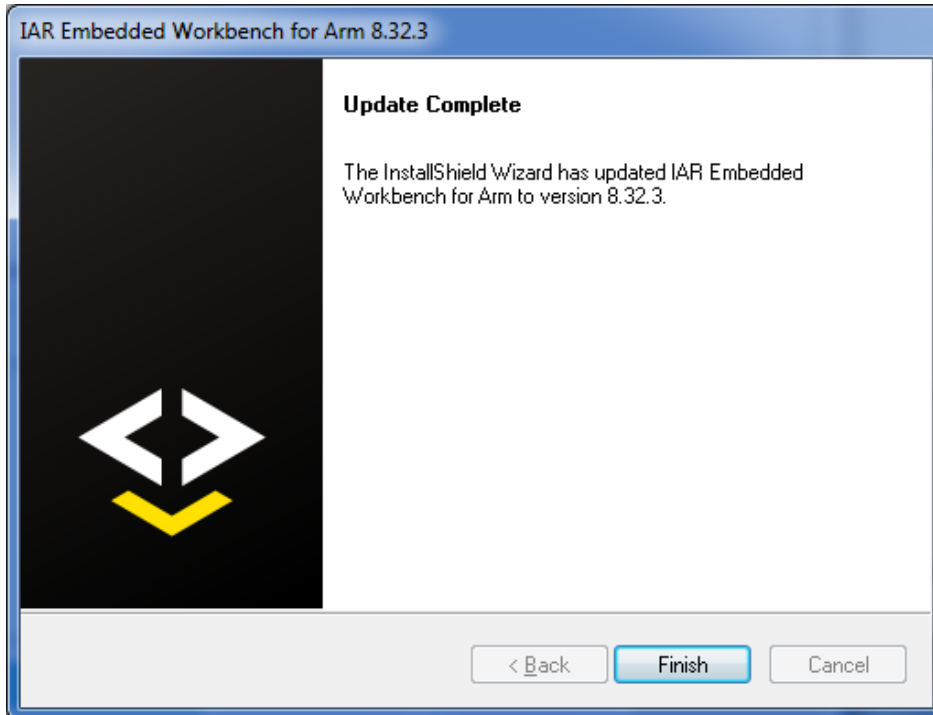 IAR Embedded Workbench for Arm 8.32.3
Update Complete
The InstallShield Wizard has updated IAR Embedded
Workbench for Arm to version 8.32.3.
< Back
Finish
Cancel